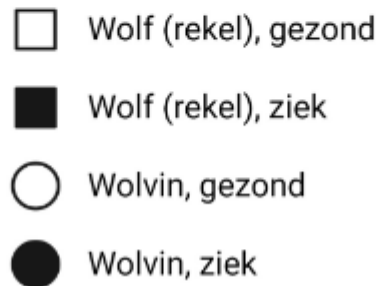 Wolf (rekel), gezond
Wolf (rekel), ziek
Wolvin, gezond
Wolvin, ziek